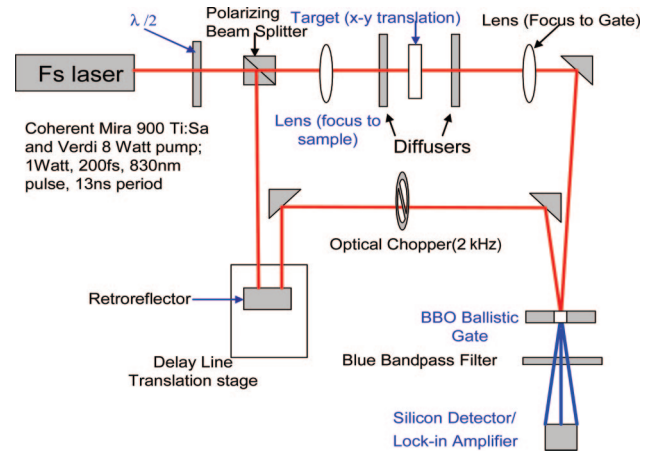 λ/2
Polarizing
Beam Splitter
Target (x-y translation)
Lens (Focus to Gate)
Fs laser
Lens (focus to
sample)
Diffusers
Coherent Mira 900 Ti:Sa
and Verdi 8 Watt pump;
1Watt, 200fs, 830nm
pulse, 13ns period
Optical Chopper(2 kHz)
Retroreflector
BBO Ballistic
Gate
Blue Bandpass Filter
Delay Line
Translation stage
Silicon Detector/
Lock-in Amplifier